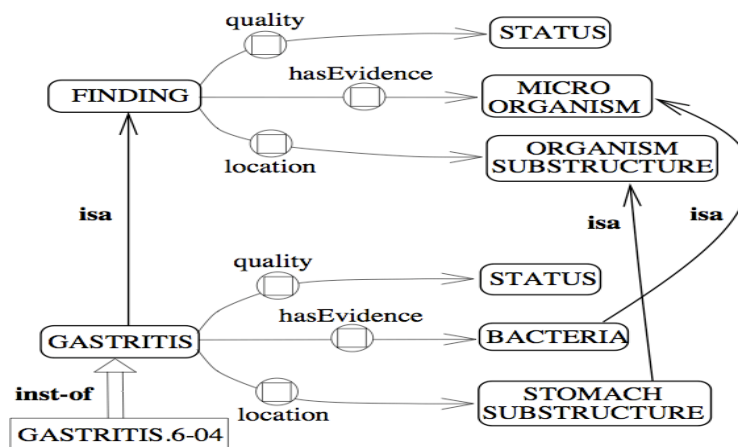 quality
STATUS
hasEvidence
FINDING
MICRO
ORGANISM
ORGANISM
SUBSTRUCTURE
location
isa
isa
isa
quality
STATUS
hasEvidence
GASTRITIS
BACTERIA
inst-of
location
STOMACH
SUBSTRUCTURE
GASTRITIS.6-04